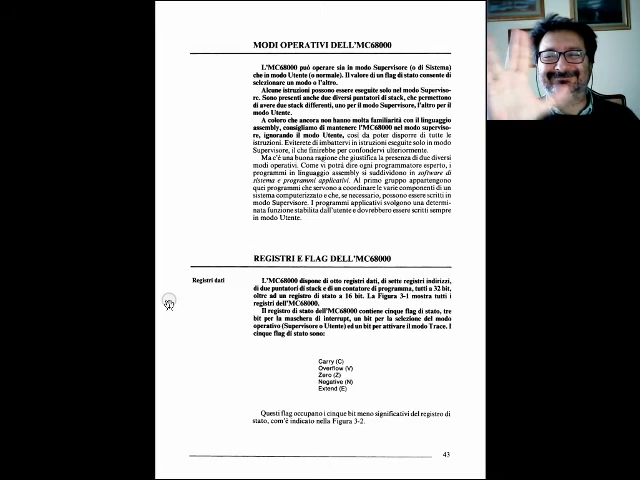 MODI OPERATIVI DELL'MC68000
L'MC68000 può operare sia in modo Supervisore (o di Sistema)
che in modo Utente (o normale). Il valore di un flag di stato consente di
selezionare un modo o l'altro.
Alcune istruzioni possono essere eseguite solo nel modo Superviso-
re. Sono presenti anche due diversi puntatori di stack, che permettono
di avere due stack differenti, uno per il modo Supervisore, l'altro per il
modo Utente.
A coloro che ancora non hanno molta familiarità con il linguaggio
assembly, consigliamo di mantenere l'MC68000 nel modo superviso-
re, ignorando il modo Utente, così da poter disporre di tutte le
istruzioni. Eviterete di imbattervi in istruzioni eseguite solo in modo
Supervisore, il che finirebbe per confondervi ulteriormente.
Ma c'è una buona ragione che giustifica la presenza di due diversi
modi operativi. Come vi potrà dire ogni programmatore esperto, i
programmi in linguaggio assembly si suddividono in software di
sistema e programmi applicativi. Al primo gruppo appartengono
quei programmi che servono a coordinare le varie componenti di un
sistema computerizzato e che, se necessario, possono essere scritti in
modo Supervisore. I programmi applicativi svolgono una determi-
nata funzione stabilita dall'utente e dovrebbero essere scritti sempre
in modo Utente.
REGISTRI E FLAG DELL'MC68000
Registri dati
L'MC68000 dispone di otto registri dati, di sette registri indirizzi,
di due puntatori di stack e di un contatore di programma, tutti a 32 bit,
oltre ad un registro di stato a 16 bit. La Figura 3-1 mostra tutti i
registri dell'MC68000.
Il registro di stato dell'MC68000 contiene cinque flag di stato, tre
bit per la maschera di interrupt, un bit per la selezione del modo
operativo (Supervisore o Utente) ed un bit per attivare il modo Trace. I
cinque flag di stato sono:
Carry (C)
Overflow (V)
Zero (Z)
Negative (N)
Extend (E)
Questi flag occupano i cinque bit meno significativi del registro di
stato, com'è indicato nella Figura 3-2.
43